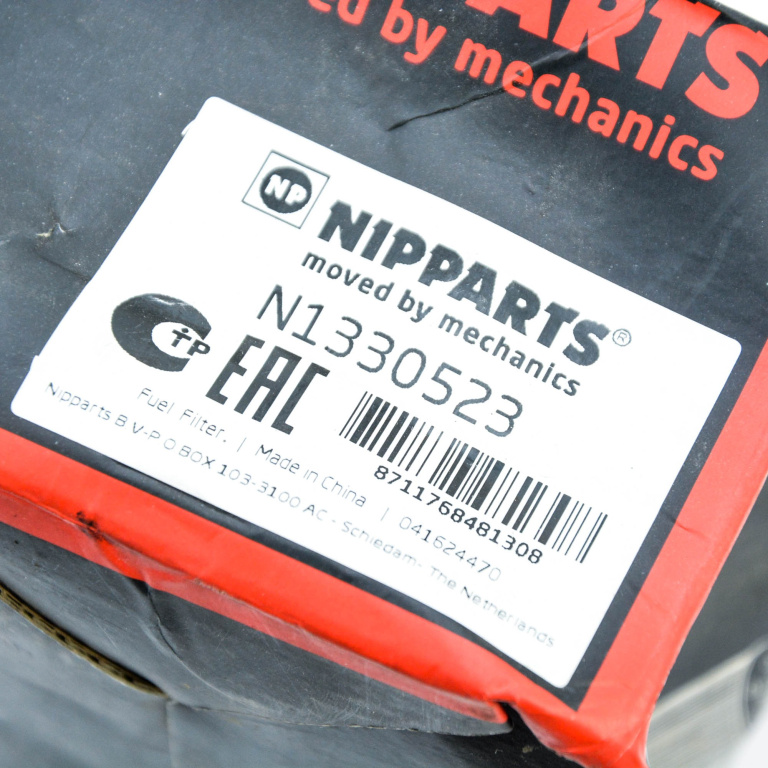 PARTS
ed by mechanics
NP
NIPPARTS®
moved by mechanics
N1330523
TP
EAC
8711768481308
Fuel Filter. | Made in China | 041624470
Nipparts B V-P O BOX 103-3100 AC - Schiedam- The Netherlands